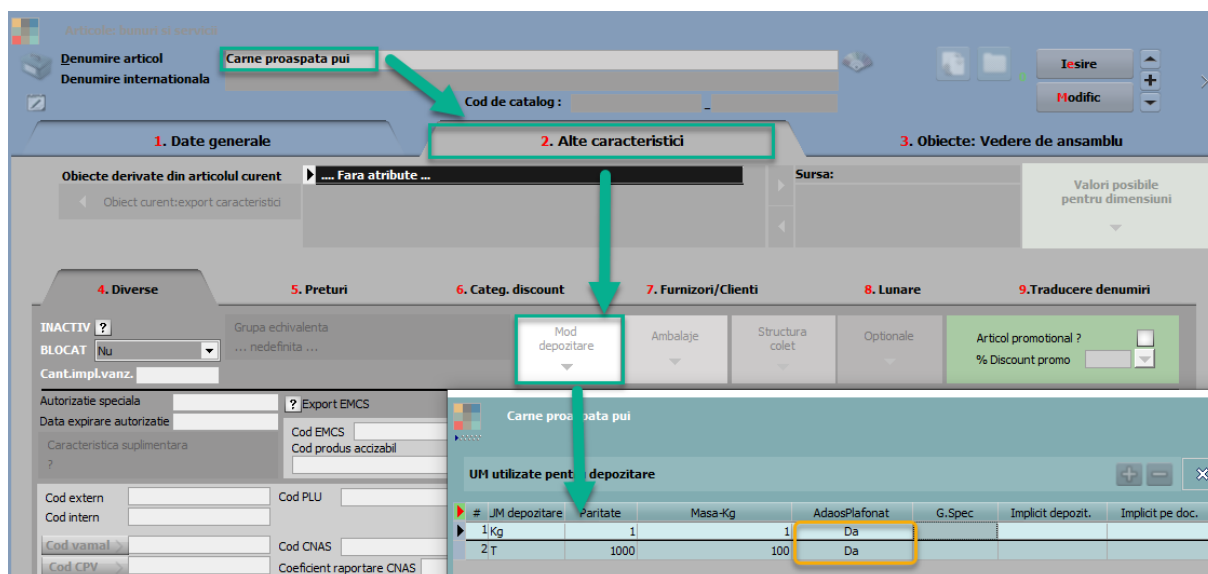 Articole, bunuri si servicii
Denumire articol Carne proaspata pui
Denumire internationala
Cod de catalog : _
Iesire
Modific
1. Date generale 2. Alte caracteristici 3. Obiecte: Vedere de ansamblu
Obiecte derivate din articolul curent .... Fara atribute ... Sursa:
Obiect curent:export caracteristici
Valori posibile
pentru dimensiuni
4. Diverse 5. Preturi 6. Categ. discount 7. Furnizori/Clienti 8. Lunare 9.Traducere denumiri
INACTIV ?
BLOCAT Nu
Cant.impl.vanz.
Grupa echivalenta
... nedefinita ...
Mod
depozitare
Ambalaje
Structura
colet
Optionale
Articol promotional ?
% Discount promo
Autorizatie speciala
Data expirare autorizatie
Caracteristica suplimentara
?
? Export EMCS
Cod EMCS
Cod produs accizabil
Cod extern
Cod intern
Cod PLU
Cod vamal >
Cod CPV >
Cod CNAS
Coeficient raportare CNAS
Carne proaspata pui
UM utilizate pentru depozitare
# UM depozitare Paritate Masa-Kg AdaosPlafonat G.Spec Implicit depozit. Implicit pe doc.
1 Kg 1 1 Da
2 T 1000 100 Da